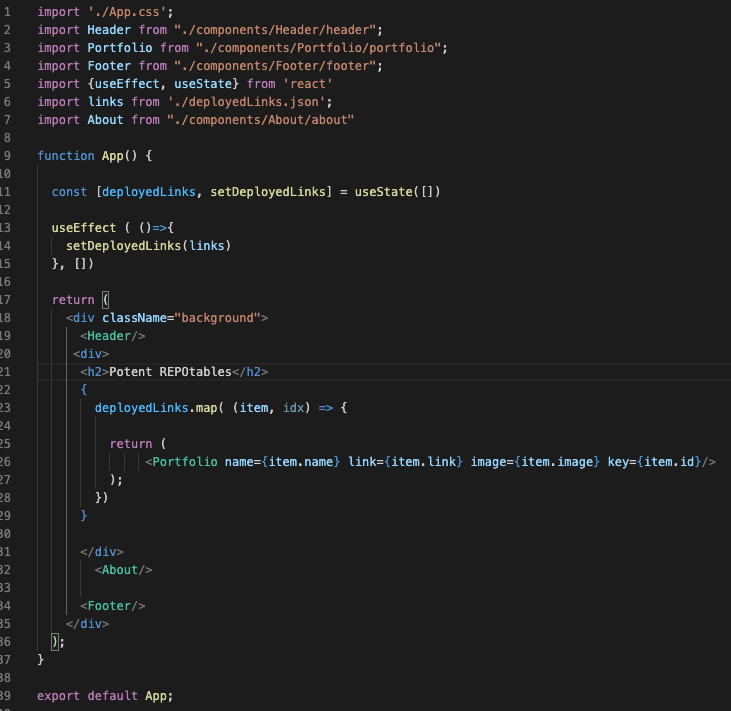 1 import './App.css';
2 import Header from "./components/Header/header";
3 import Portfolio from "./components/Portfolio/portfolio";
4 import Footer from "./components/Footer/footer";
5 import {useEffect, useState} from 'react'
6 import links from './deployedLinks.json';
7 import About from "./components/About/about"
8
9 function App() {
10
11   const [deployedLinks, setDeployedLinks] = useState([])
12
13   useEffect ( ()=>{
14     setDeployedLinks(links)
15   }, [])
16
17   return (
18     <div className="background">
19       <Header/>
20      <div>
21       <h2>Potent REPOtables</h2>
22       {
23         deployedLinks.map( (item, idx) => {
24
25           return (
26                <Portfolio name={item.name} link={item.link} image={item.image} key={item.id}/>
27           );
28         })
29       }
30
31       </div>
32         <About/>
33
34       <Footer/>
35     </div>
36   );
37 }
38
39 export default App;